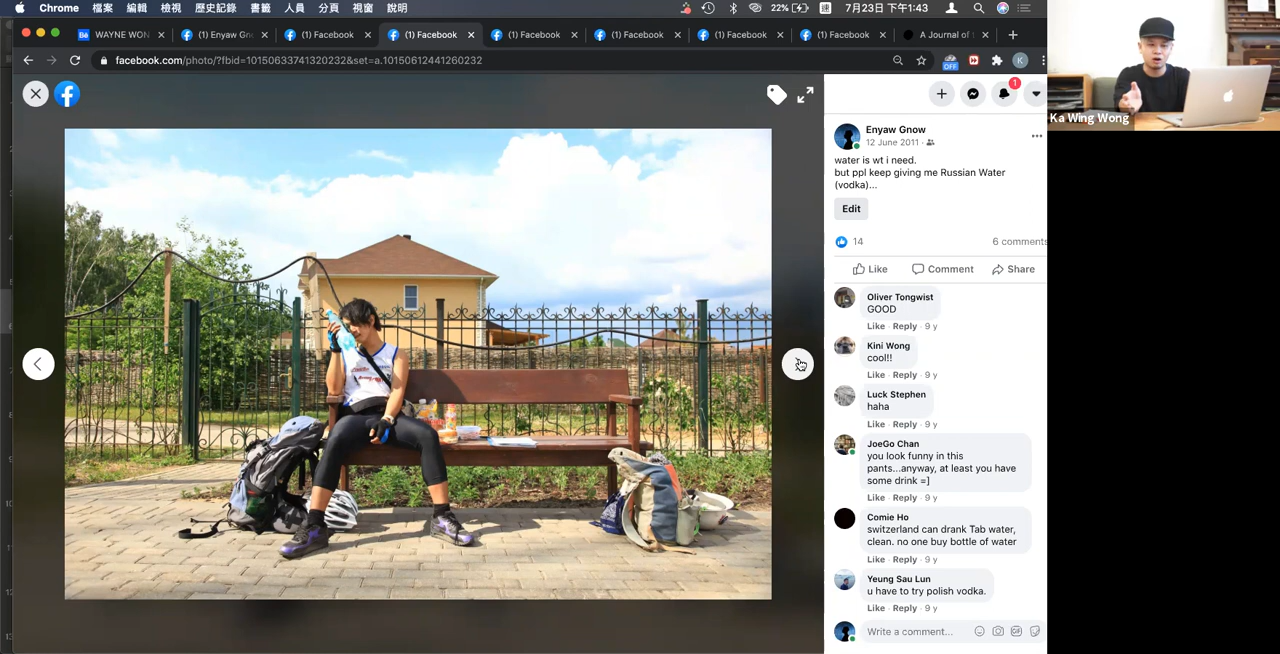 Chrome 檔案 編輯 檢視 歷史記錄 書籤 人員 分頁 視窗 說明 22% 7月23日 下午1:43
WAYNE WON
(1) Enyaw Gn
(1) Facebook
(1) Facebook
(1) Facebook
(1) Facebook
(1) Facebook
(1) Facebook
A Journal of
facebook.com/photo/?fbid=10150633741320232&set=a.10150612441260232
OFF
K
1
Ka Wing Wong
Enyaw Gnow
12 June 2011
water is wt i need.
but ppl keep giving me Russian Water
(vodka)...
Edit
14
6 comments
Like Comment Share
Oliver Tongwist
GOOD
Like · Reply · 9 y
Kini Wong
cool!!
Like · Reply · 9 y
Luck Stephen
haha
Like · Reply · 9 y
JoeGo Chan
you look funny in this
pants...anyway, at least you have
some drink =]
Like · Reply · 9 y
Comie Ho
switzerland can drank Tab water,
clean. no one buy bottle of water
Like · Reply · 9 y
Yeung Sau Lun
u have to try polish vodka.
Like · Reply · 9 y
Write a comment...
GIF